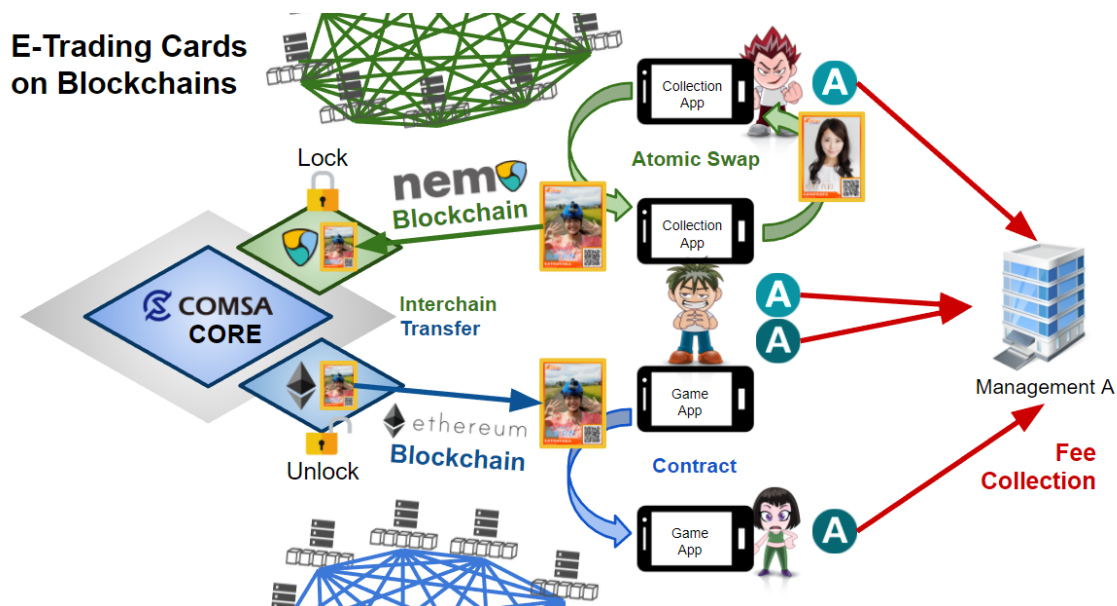 E-Trading Cards
on Blockchains
Collection
App
A
Lock
Atomic Swap
nem
Blockchain
Collection
App
COMSA
CORE
Interchain
Transfer
A
A
Management A
Game
App
ethereum
Blockchain
Unlock
Contract
Fee
Collection
Game
App
A